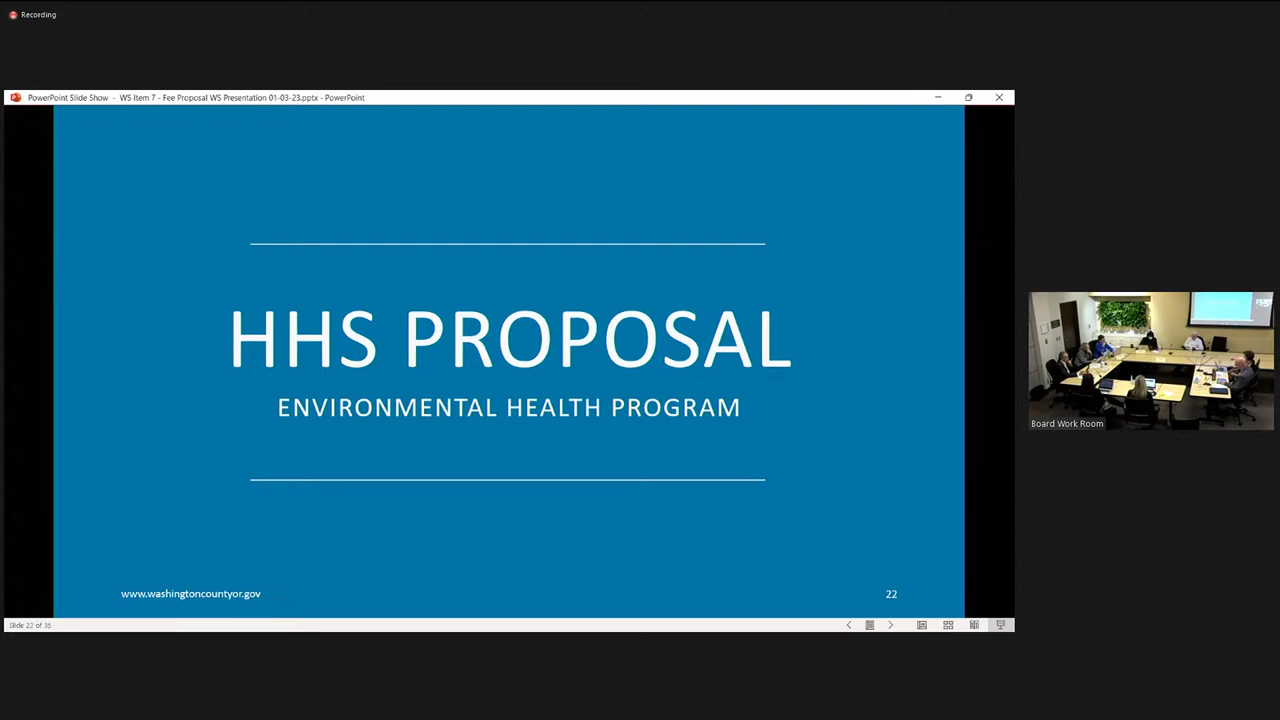 Recording
PowerPoint Slide Show - WS Item 7 - Fee Proposal WS Presentation 01-03-23.pptx - PowerPoint
HHS PROPOSAL
ENVIRONMENTAL HEALTH PROGRAM
www.washingtoncountyor.gov
22
Slide 22 of 35
Board Work Room